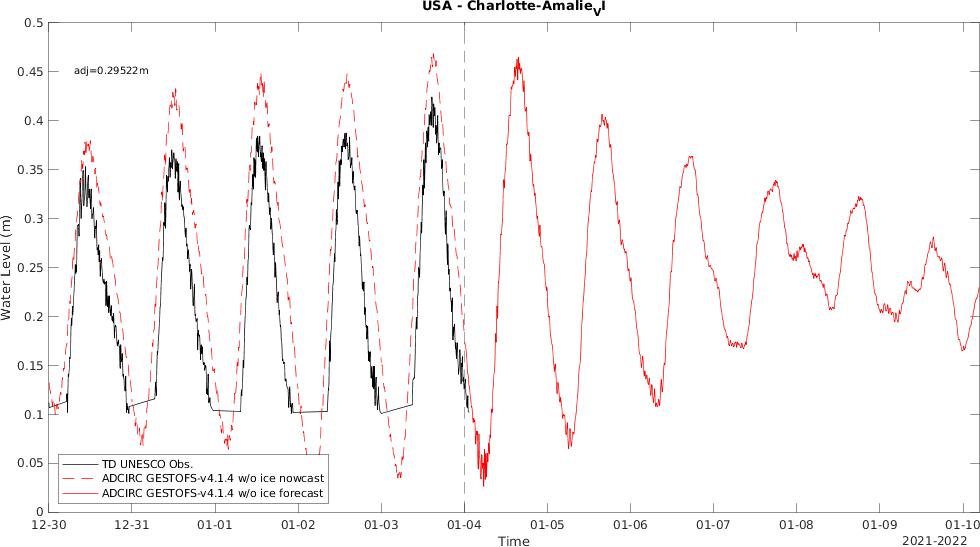 USA - Charlotte-Amalie_VI
0.5
0.45
0.4
0.35
0.3
0.25
0.2
0.15
0.1
0.05
0
Water Level (m)
adj=0.29522m
TD UNESCO Obs.
ADCIRC GESTOFS-v4.1.4 w/o ice nowcast
ADCIRC GESTOFS-v4.1.4 w/o ice forecast
12-30 12-31 01-01 01-02 01-03 01-04 01-05 01-06 01-07 01-08 01-09 01-10
Time
2021-2022